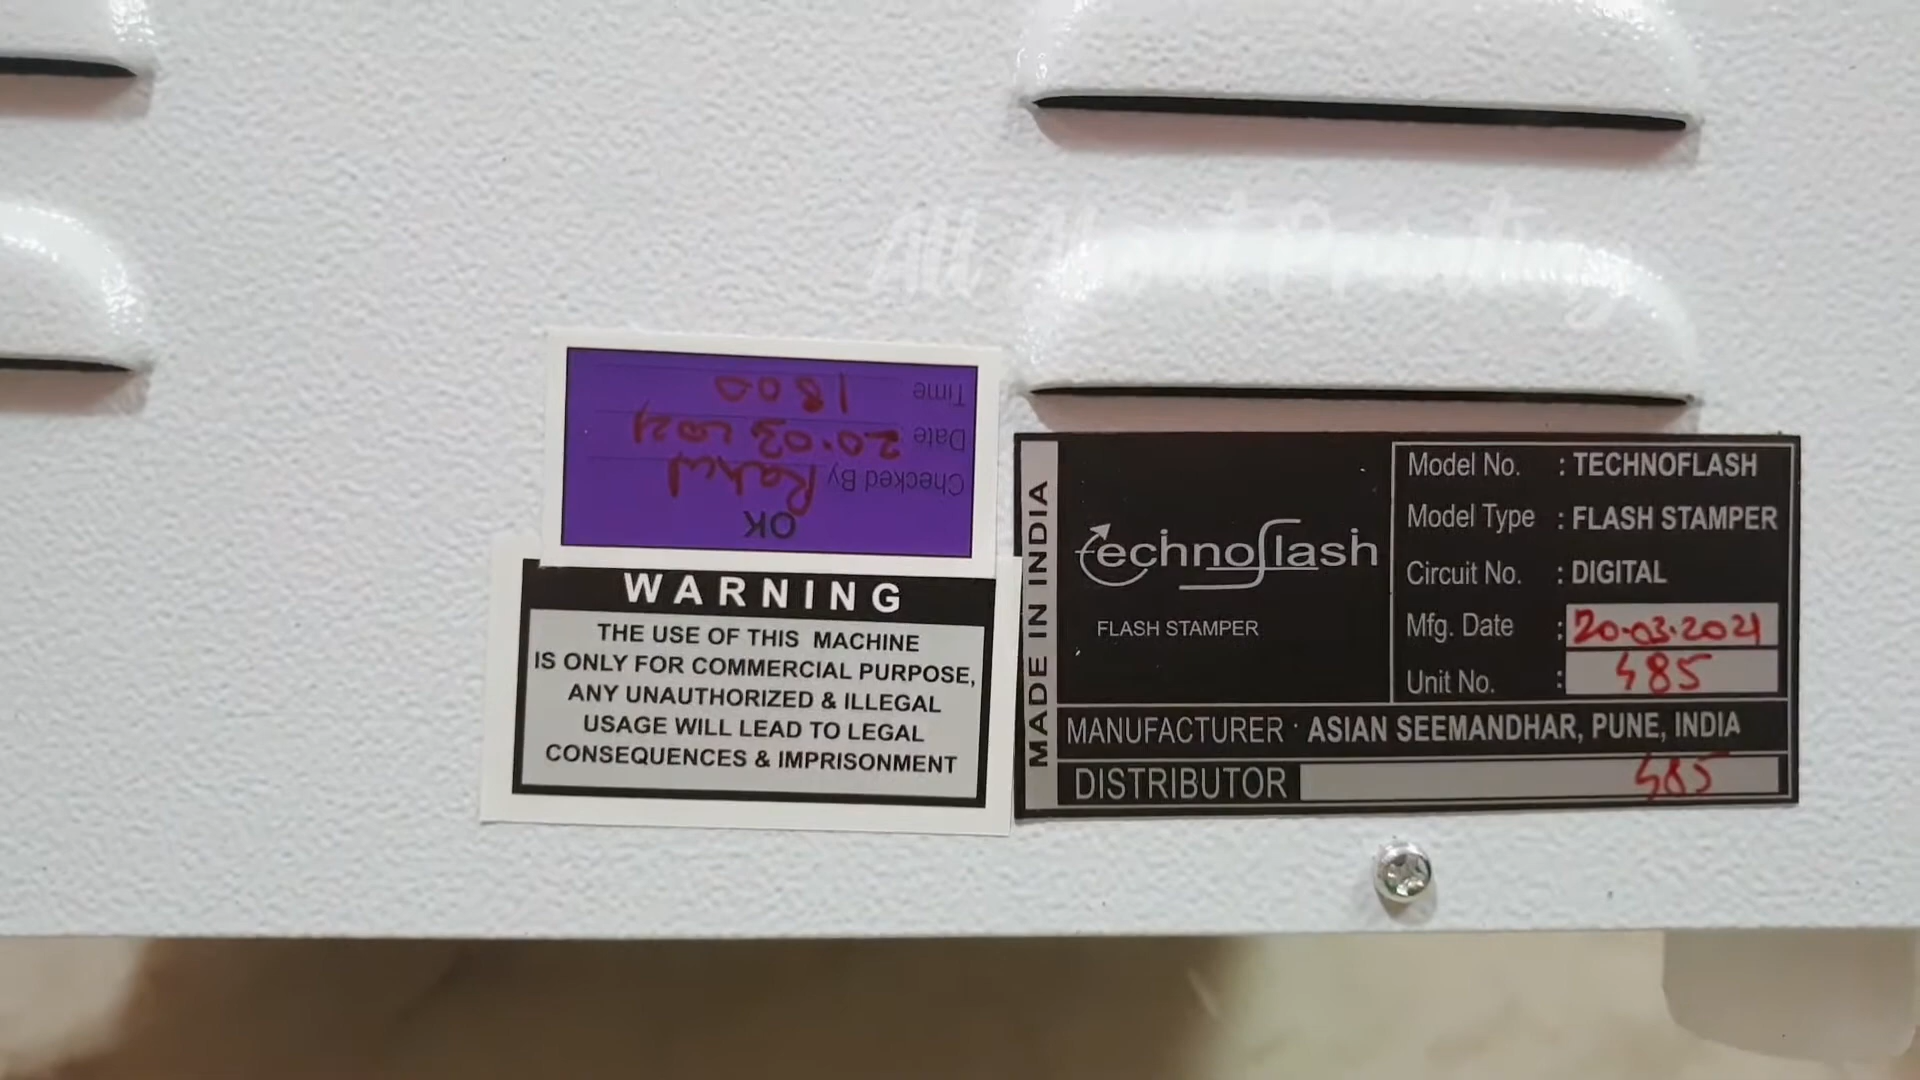 All About Printing
OK
Checked By Rahul
Date 20.03.2021
Time 1800
WARNING
THE USE OF THIS MACHINE
IS ONLY FOR COMMERCIAL PURPOSE,
ANY UNAUTHORIZED & ILLEGAL
USAGE WILL LEAD TO LEGAL
CONSEQUENCES & IMPRISONMENT
MADE IN INDIA
technoflash
FLASH STAMPER
Model No. : TECHNOFLASH
Model Type : FLASH STAMPER
Circuit No. : DIGITAL
Mfg. Date : 20.03.2021
Unit No. : 485
MANUFACTURER : ASIAN SEEMANDHAR, PUNE, INDIA
DISTRIBUTOR 485